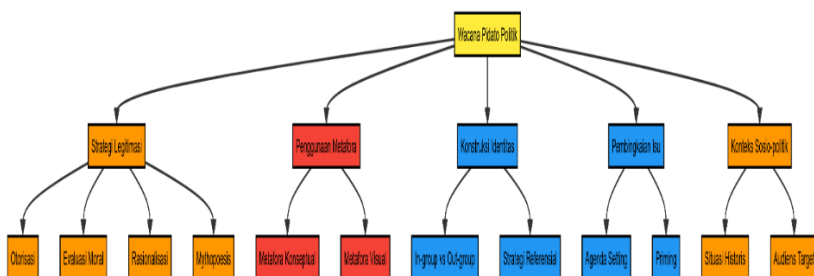 Wacana Pidato Politik
Strategi Legitimasi
Penggunaan Metafora
Konstruksi Identitas
Pembingkaian Isu
Konteks Sosio-politik
Otorisasi
Evaluasi Moral
Rasionalisasi
Mythopoesis
Metafora Konseptual
Metafora Visual
In-group vs Out-group
Strategi Referensial
Agenda Setting
Priming
Situasi Historis
Audiens Target